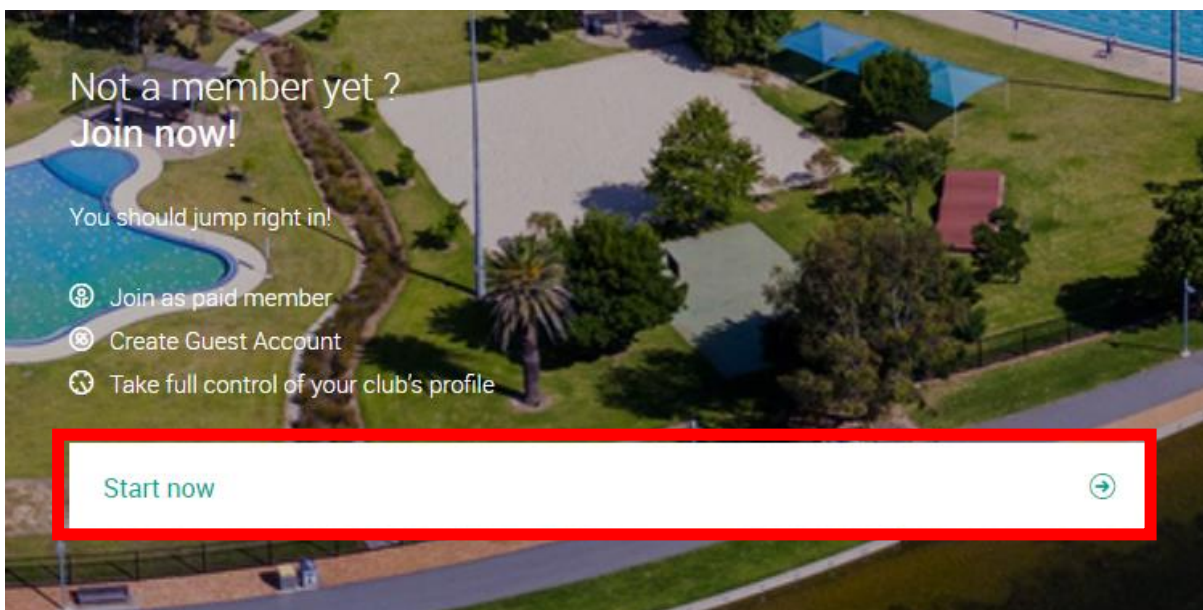 Not a member yet ?
Join now!
You should jump right in!
Join as paid member
Create Guest Account
Take full control of your club's profile
Start now